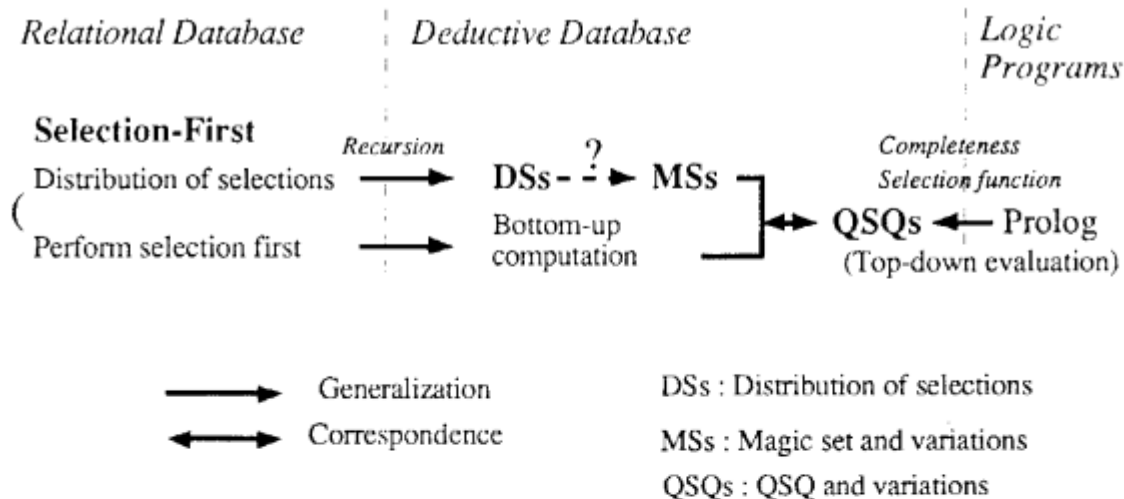 Relational Database
Deductive Database
Logic
Programs
Selection-First
Recursion
?
Completeness
Distribution of selections
DSs
MSs
Selection function
(
Perform selection first
Bottom-up
computation
QSQs
Prolog
(Top-down evaluation)
Generalization
DSs : Distribution of selections
Correspondence
MSs : Magic set and variations
QSQs : QSQ and variations